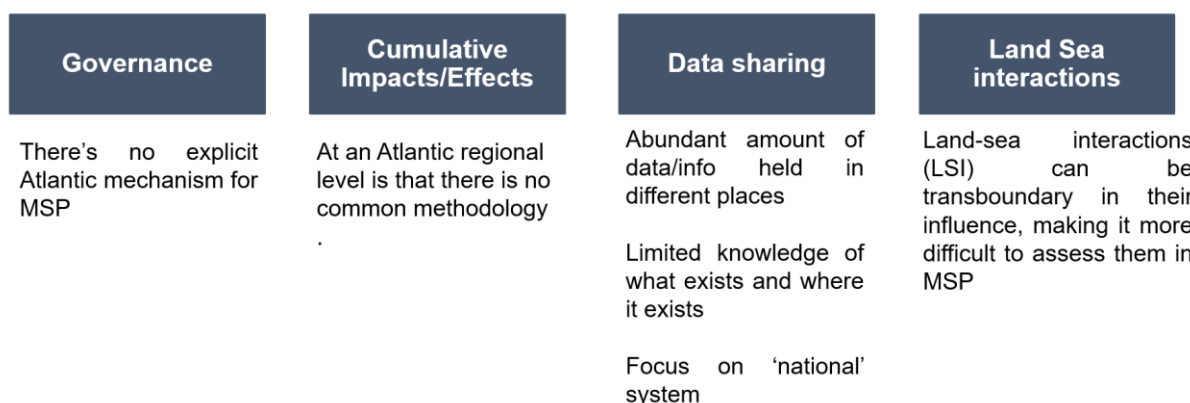 Governance
There’s no explicit
Atlantic mechanism for
MSP
Cumulative
Impacts/Effects
At an Atlantic regional
level is that there is no
common methodology
.
Data sharing
Abundant amount of
data/info held in
different places
Limited knowledge of
what exists and where
it exists
Focus on ‘national’
system
Land Sea
interactions
Land-sea interactions
(LSI) can be
transboundary in their
influence, making it more
difficult to assess them in
MSP